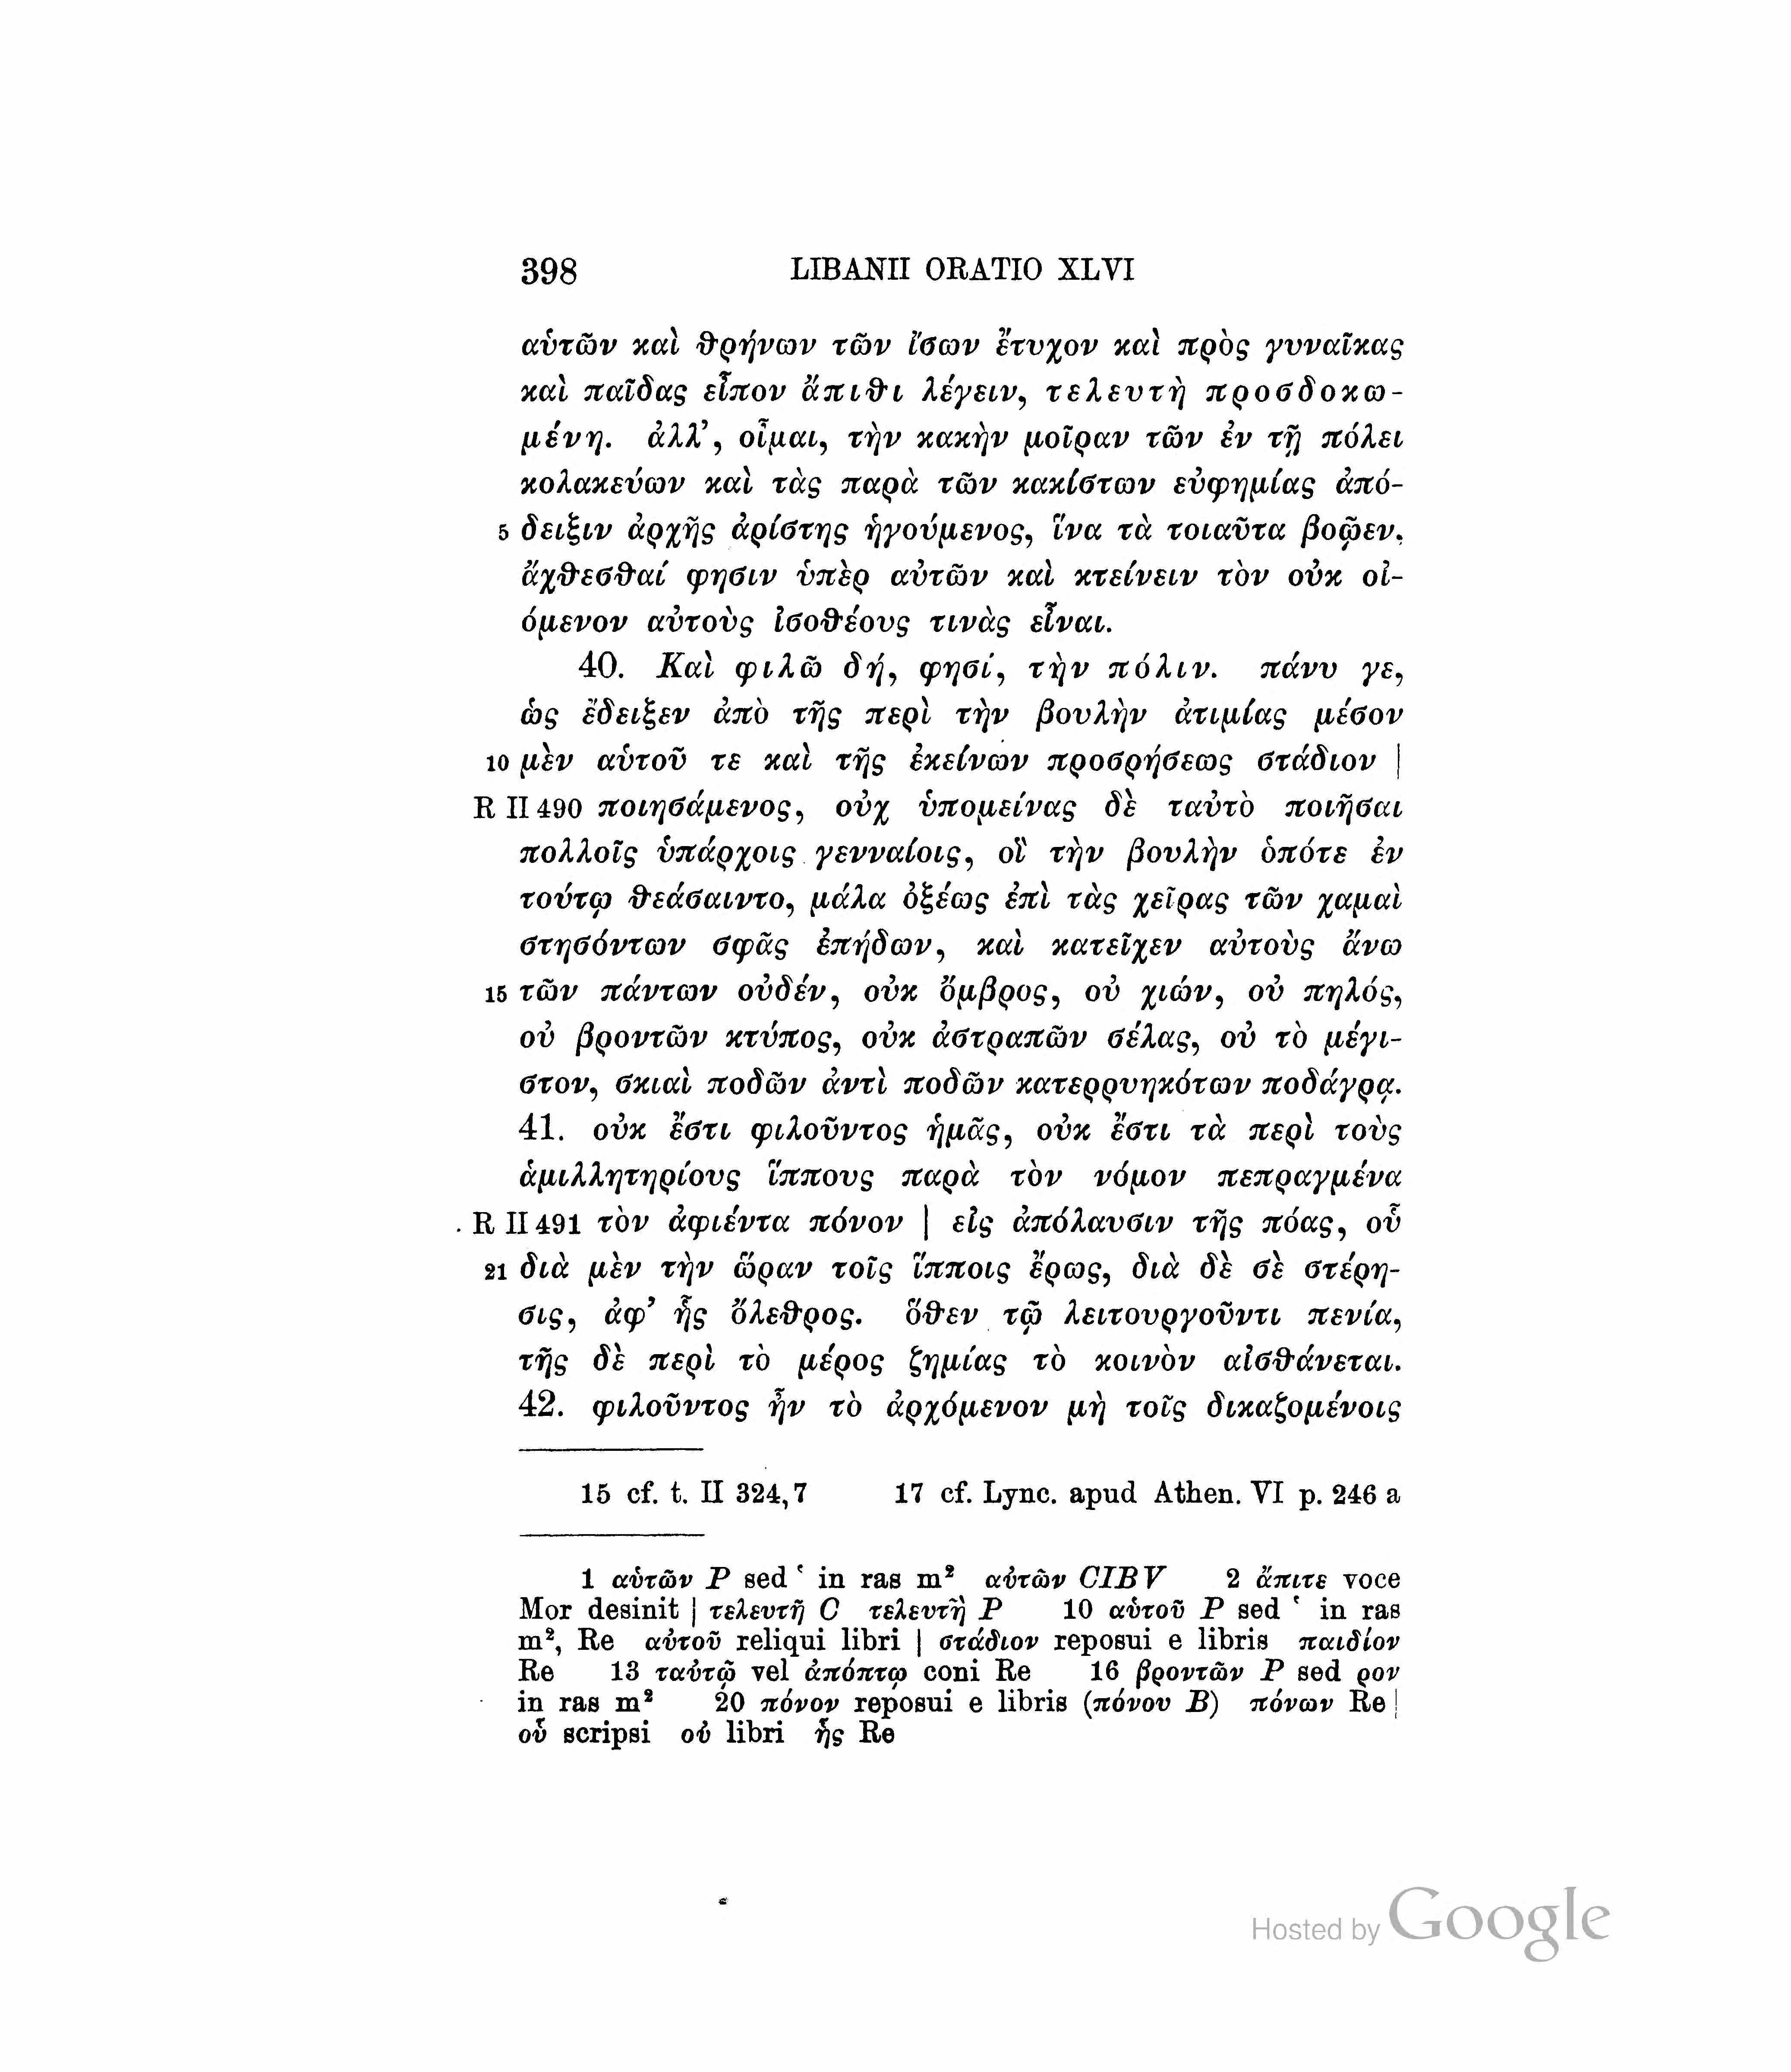 398 LIBANII ORATIO XLVI
αὑτῶν καὶ θρήνων τῶν ἴσων ἔτυχον καὶ πρὸς γυναῖκας
καὶ παῖδας εἶπον ἄπιθι λέγειν, τελευτὴ προσδοκω-
μένη. ἀλλ’, οἶμαι, τὴν κακὴν μοῖραν τῶν ἐν τῇ πόλει
κολακεύων καὶ τὰς παρὰ τῶν κακίστων εὐφημίας ἀπό-
5 δειξιν ἀρχῆς ἀρίστης ἡγούμενος, ἵνα τὰ τοιαῦτα βοῷεν,
ἄχθεσθαί φησιν ὑπὲρ αὐτῶν καὶ κτείνειν τὸν οὐκ οἰ-
όμενον αὐτοὺς ἰσοθέους τινὰς εἶναι.
40. Καὶ φιλῶ δή, φησί, τὴν πόλιν. πάνυ γε,
ὡς ἔδειξεν ἀπὸ τῆς περὶ τὴν βουλὴν ἀτιμίας μέσον
10 μὲν αὑτοῦ τε καὶ τῆς ἐκείνων προσρήσεως στάδιον |
R II 490 ποιησάμενος, οὐχ ὑπομείνας δὲ ταὐτὸ ποιῆσαι
πολλοῖς ὑπάρχοις γενναίοις, οἳ τὴν βουλὴν ὁπότε ἐν
τούτῳ θεάσαιντο, μάλα ὀξέως ἐπὶ τὰς χεῖρας τῶν χαμαὶ
στησόντων σφᾶς ἐπήδων, καὶ κατεῖχεν αὐτοὺς ἄνω
15 τῶν πάντων οὐδέν, οὐκ ὄμβρος, οὐ χιών, οὐ πηλός,
οὐ βροντῶν κτύπος, οὐκ ἀστραπῶν σέλας, οὐ τὸ μέγι-
στον, σκιαὶ ποδῶν ἀντὶ ποδῶν κατερρυηκότων ποδάγρᾳ.
41. οὐκ ἔστι φιλοῦντος ἡμᾶς, οὐκ ἔστι τὰ περὶ τοὺς
ἁμιλλητηρίους ἵππους παρὰ τὸν νόμον πεπραγμένα
R II 491 τὸν ἀφιέντα πόνον | εἰς ἀπόλαυσιν τῆς πόας, οὗ
21 διὰ μὲν τὴν ὥραν τοῖς ἵπποις ἔρως, διὰ δὲ σὲ στέρη-
σις, ἀφ’ ἧς ὄλεθρος. ὅθεν τῷ λειτουργοῦντι πενία,
τῆς δὲ περὶ τὸ μέρος ζημίας τὸ κοινὸν αἰσθάνεται.
42. φιλοῦντος ἦν τὸ ἀρχόμενον μὴ τοῖς δικαζομένοις
15 cf. t. II 324,7 17 cf. Lync. apud Athen. VI p. 246 a
1 αὑτῶν P sed ‘ in ras m² αὐτῶν CIBV 2 ἄπιτε voce
Mor desinit | τελευτῇ C τελευτὴ P 10 αὑτοῦ P sed ‘ in ras
m², Re αὐτοῦ reliqui libri | στάδιον reposui e libris παιδίον
Re 13 ταὐτῷ vel ἀπόπτῳ coni Re 16 βροντῶν P sed ρον
in ras m² 20 πόνον reposui e libris (πόνου B) πόνων Re |
οὗ scripsi οὐ libri ἧς Re
Hosted by Google